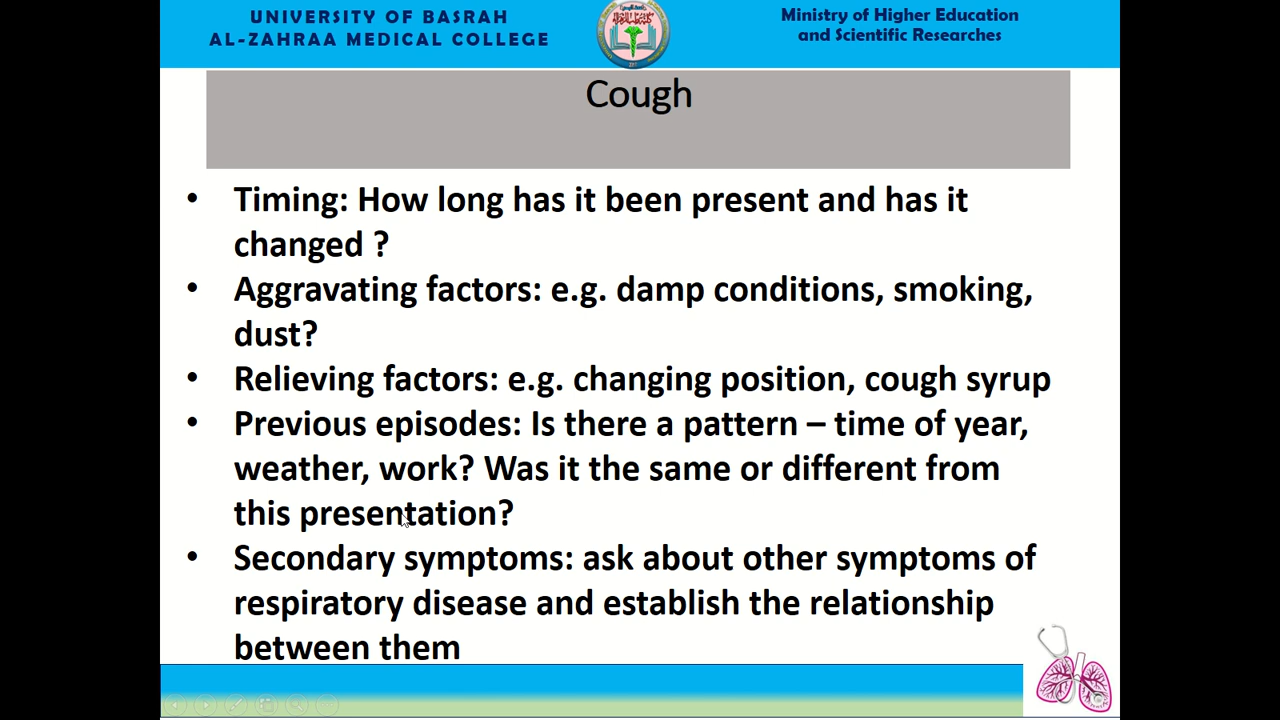 UNIVERSITY OF BASRAH
AL-ZAHRAA MEDICAL COLLEGE
Ministry of Higher Education
and Scientific Researches
Cough
• Timing: How long has it been present and has it
changed ?
• Aggravating factors: e.g. damp conditions, smoking,
dust?
• Relieving factors: e.g. changing position, cough syrup
• Previous episodes: Is there a pattern – time of year,
weather, work? Was it the same or different from
this presentation?
• Secondary symptoms: ask about other symptoms of
respiratory disease and establish the relationship
between them